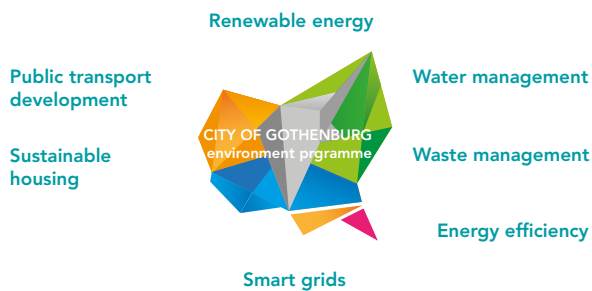 Renewable energy
Public transport
development
Water management
CITY OF GOTHENBURG
environment prgramme
Sustainable
housing
Waste management
Energy efficiency
Smart grids